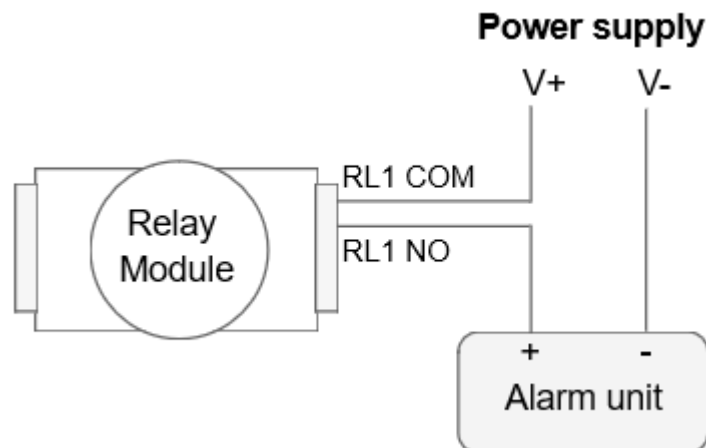 Power supply
V+ V-
RL1 COM
Relay
Module
RL1 NO
+ -
Alarm unit